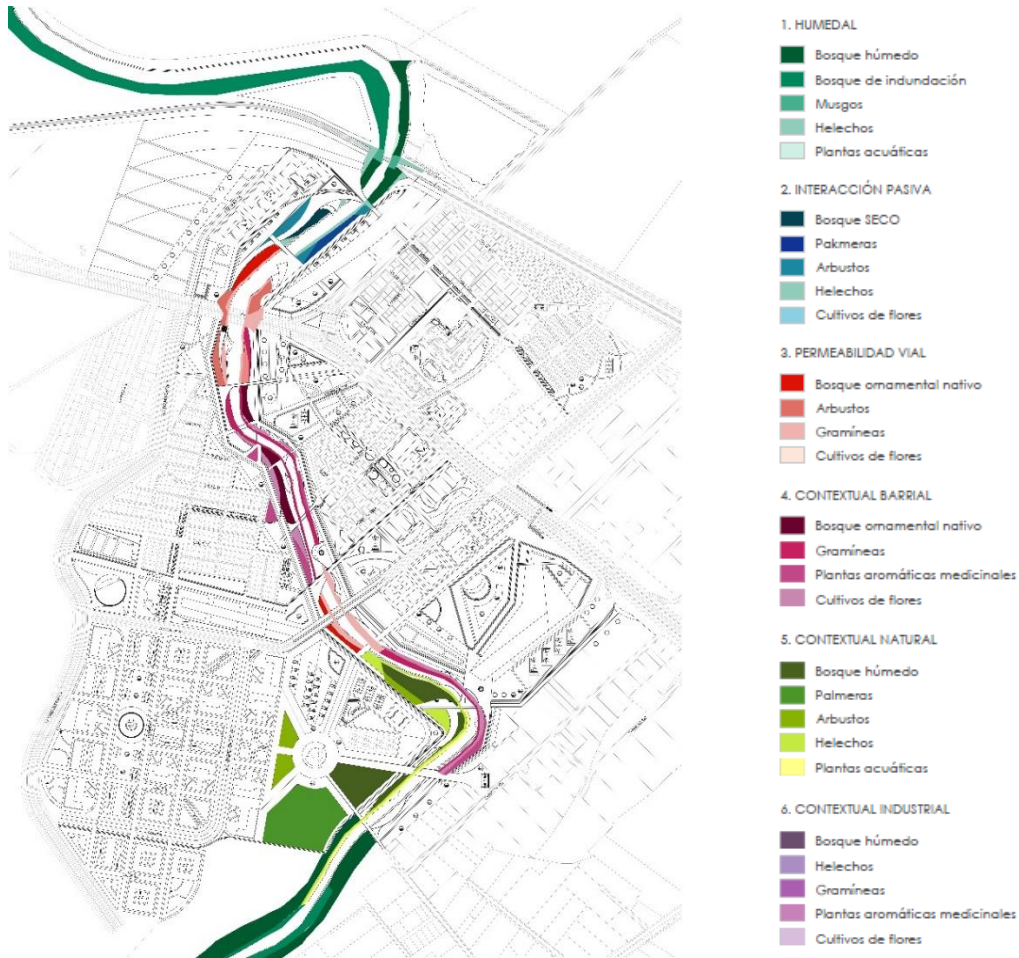 1. HUMEDAL
Bosque húmedo
Bosque de indundación
Musgos
Helechos
Plantas acuáticas
2. INTERACCIÓN PASIVA
Bosque SECO
Pakmeras
Arbustos
Helechos
Cultivos de flores
3. PERMEABILIDAD VIAL
Bosque ornamental nativo
Arbustos
Gramíneas
Cultivos de flores
4. CONTEXTUAL BARRIAL
Bosque ornamental nativo
Gramíneas
Plantas aromáticas medicinales
Cultivos de flores
5. CONTEXTUAL NATURAL
Bosque húmedo
Palmeras
Arbustos
Helechos
Plantas acuáticas
6. CONTEXTUAL INDUSTRIAL
Bosque húmedo
Helechos
Gramíneas
Plantas aromáticas medicinales
Cultivos de flores